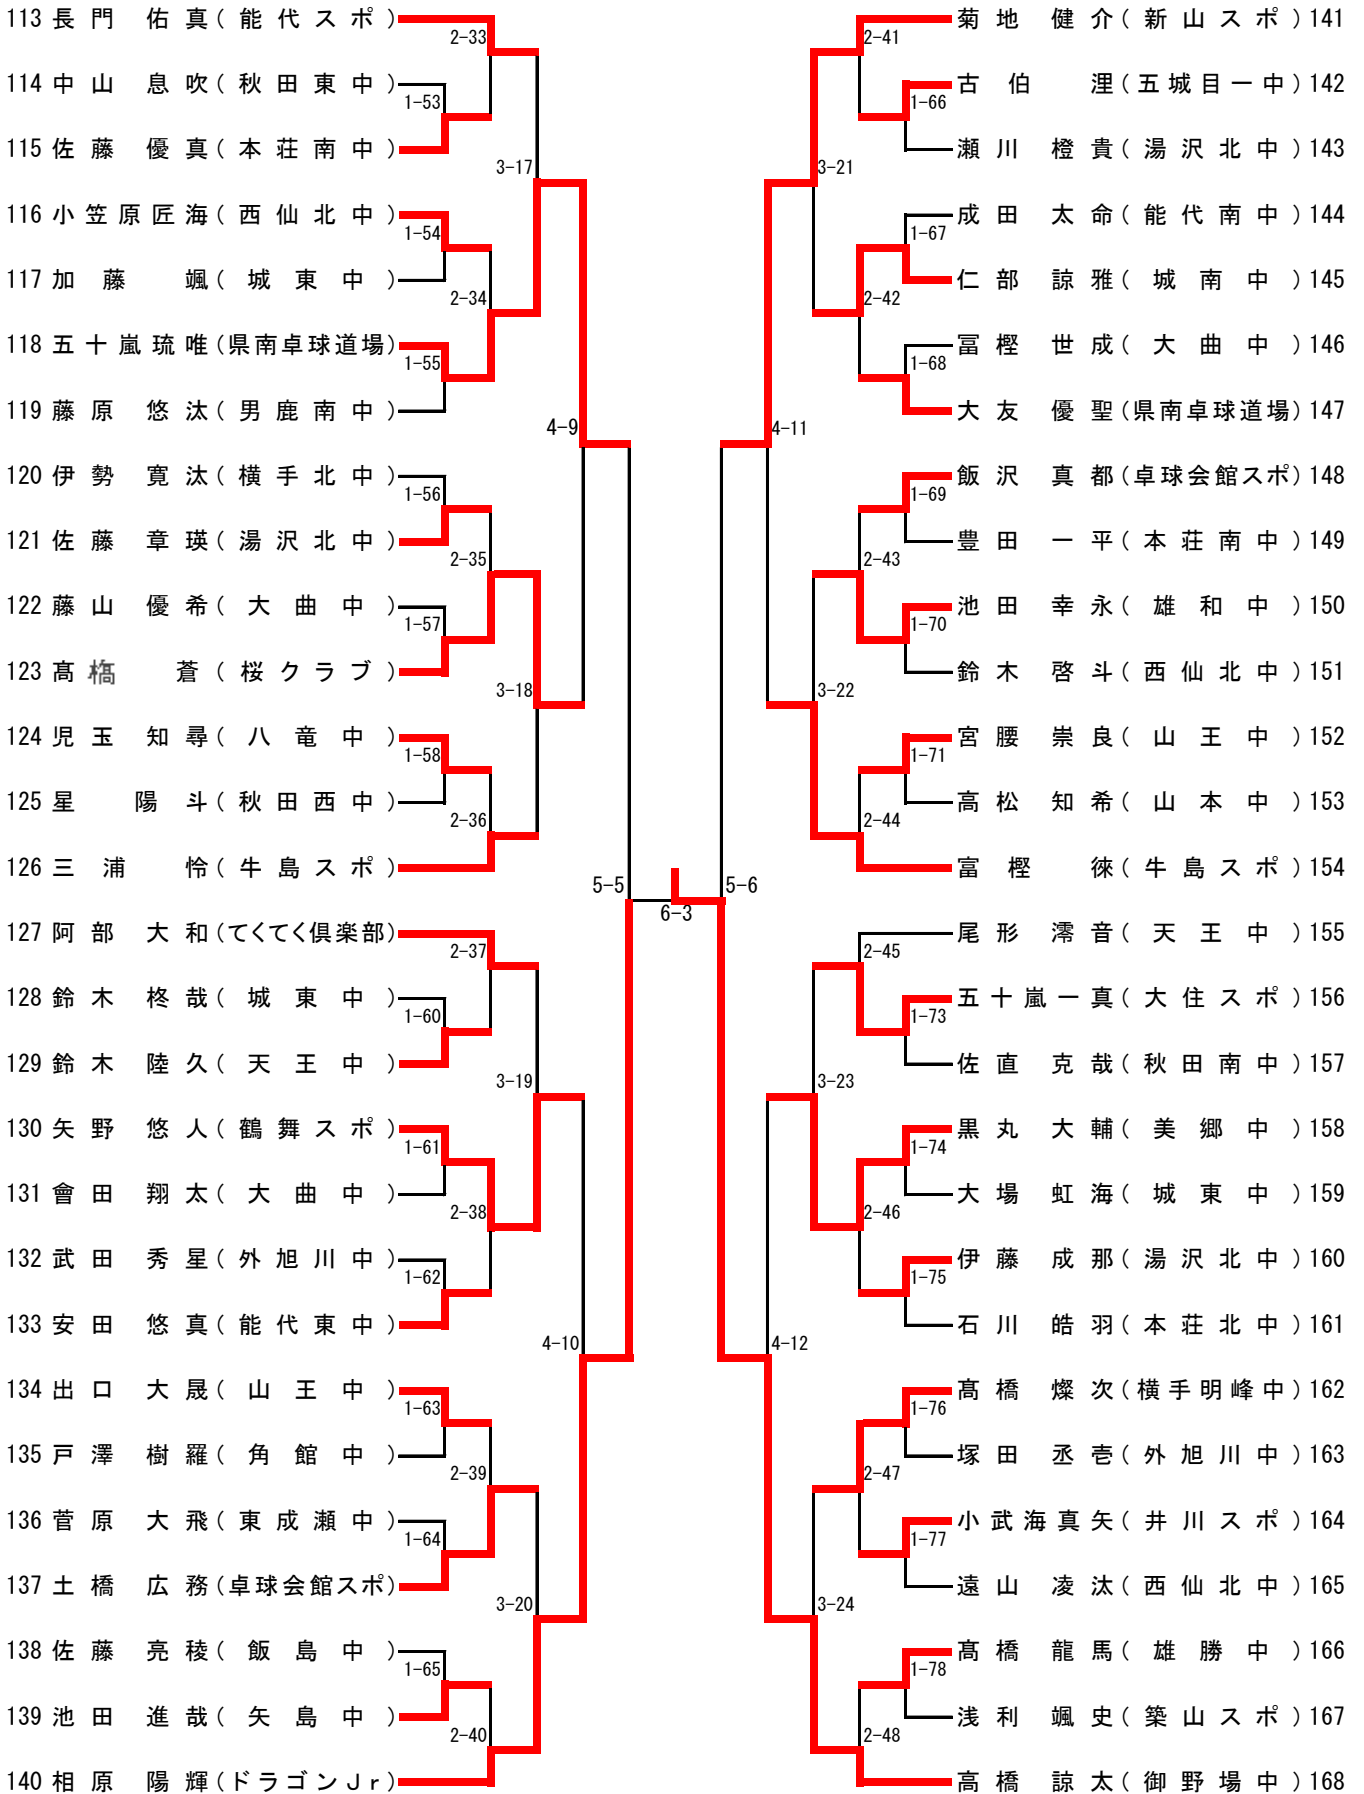 113 長門 佑真(能代スポ)
2-33
114 中山 息吹(秋田東中)
1-53
115 佐藤 優真(本荘南中)
3-17
116 小笠原匠海(西仙北中)
1-54
117 加藤 颯(城東中)
2-34
118 五十嵐琉唯(県南卓球道場)
1-55
119 藤原 悠汰(男鹿南中)
4-9
120 伊勢 寛汰(横手北中)
1-56
121 佐藤 章瑛(湯沢北中)
2-35
122 藤山 優希(大曲中)
1-57
123 髙橋 蒼(桜クラブ)
3-18
124 児玉 知尋(八竜中)
1-58
125 星 陽斗(秋田西中)
2-36
126 三浦 怜(牛島スポ)
5-5
6-3
127 阿部 大和(てくてく倶楽部)
2-37
128 鈴木 柊哉(城東中)
1-60
129 鈴木 陸久(天王中)
3-19
130 矢野 悠人(鶴舞スポ)
1-61
131 會田 翔太(大曲中)
2-38
132 武田 秀星(外旭川中)
1-62
133 安田 悠真(能代東中)
4-10
134 出口 大晟(山王中)
1-63
135 戸澤 樹羅(角館中)
2-39
136 菅原 大飛(東成瀬中)
1-64
137 土橋 広務(卓球会館スポ)
3-20
138 佐藤 亮稜(飯島中)
1-65
139 池田 進哉(矢島中)
2-40
140 相原 陽輝(ドラゴンJr)
菊地 健介(新山スポ)141
2-41
古伯 浬(五城目一中)142
1-66
瀬川 橙貴(湯沢北中)143
3-21
成田 太命(能代南中)144
1-67
仁部 諒雅(城南中)145
2-42
冨樫 世成(大曲中)146
1-68
大友 優聖(県南卓球道場)147
4-11
飯沢 真都(卓球会館スポ)148
1-69
豊田 一平(本荘南中)149
2-43
池田 幸永(雄和中)150
1-70
鈴木 啓斗(西仙北中)151
3-22
宮腰 崇良(山王中)152
1-71
高松 知希(山本中)153
2-44
富樫 徠(牛島スポ)154
5-6
尾形 澪音(天王中)155
2-45
五十嵐一真(大住スポ)156
1-73
佐直 克哉(秋田南中)157
3-23
黒丸 大輔(美郷中)158
1-74
大場 虹海(城東中)159
2-46
伊藤 成那(湯沢北中)160
1-75
石川 皓羽(本荘北中)161
4-12
髙橋 燦次(横手明峰中)162
1-76
塚田 丞壱(外旭川中)163
2-47
小武海真矢(井川スポ)164
1-77
遠山 凌汰(西仙北中)165
3-24
髙橋 龍馬(雄勝中)166
1-78
浅利 颯史(築山スポ)167
2-48
高橋 諒太(御野場中)168